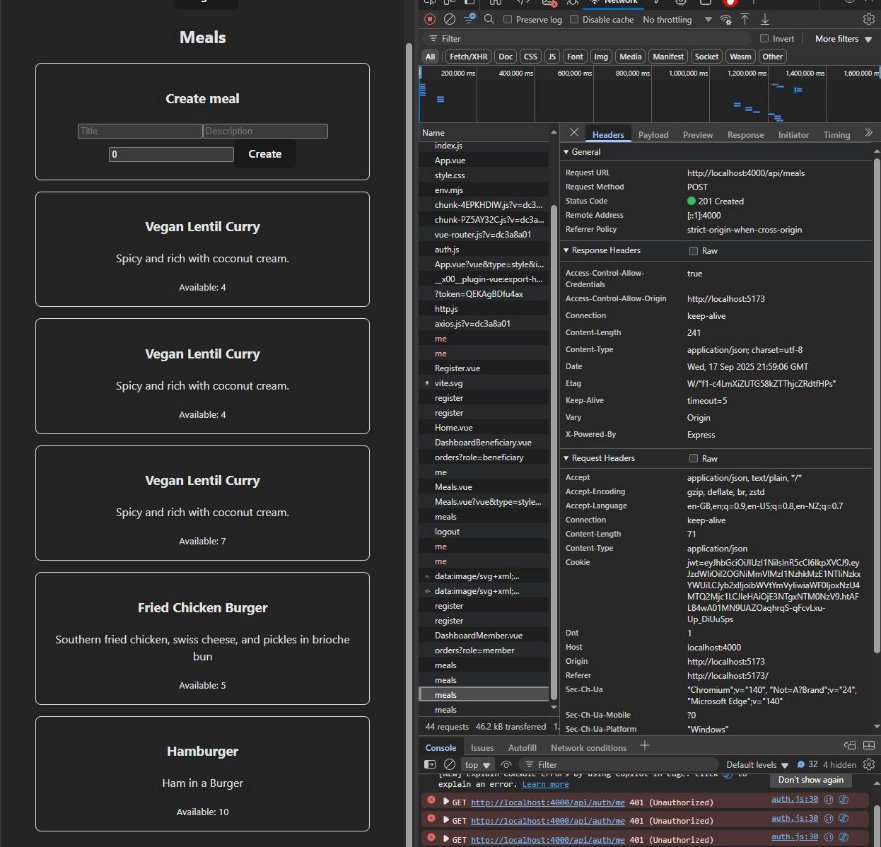 Meals
Create meal
Title
Description
0
Create
Vegan Lentil Curry
Spicy and rich with coconut cream.
Available: 4
Vegan Lentil Curry
Spicy and rich with coconut cream.
Available: 4
Vegan Lentil Curry
Spicy and rich with coconut cream.
Available: 7
Fried Chicken Burger
Southern fried chicken, swiss cheese, and pickles in brioche
bun
Available: 5
Hamburger
Ham in a Burger
Available: 10
Network
Preserve log
Disable cache
No throttling
Filter
Invert
More filters
All
Fetch/XHR
Doc
CSS
JS
Font
Img
Media
Manifest
Socket
Wasm
Other
200,000 ms
400,000 ms
600,000 ms
800,000 ms
1,000,000 ms
1,200,000 ms
1,400,000 ms
1,600,000 m
Name
index.js
App.vue
style.css
env.mjs
chunk-4EPKHDIW.js?v=dc3...
chunk-PZ5AY32C.js?v=dc3...
vue-router.js?v=dc3a8a01
auth.js
App.vue?vue&type=style&i...
__x00__plugin-vue:export-h...
?token=QEKAgBDfu4ax
http.js
axios.js?v=dc3a8a01
me
me
Register.vue
vite.svg
register
register
Home.vue
DashboardBeneficiary.vue
orders?role=beneficiary
me
Meals.vue
Meals.vue?vue&type=style...
meals
logout
me
me
data:image/svg+xml;...
data:image/svg+xml;...
register
register
DashboardMember.vue
orders?role=member
meals
meals
meals
meals
44 requests
46.2 kB transferred
1.
Headers
Payload
Preview
Response
Initiator
Timing
General
Request URL
http://localhost:4000/api/meals
Request Method
POST
Status Code
201 Created
Remote Address
[::1]:4000
Referrer Policy
strict-origin-when-cross-origin
Response Headers
Raw
Access-Control-Allow-
Credentials
true
Access-Control-Allow-Origin
http://localhost:5173
Connection
keep-alive
Content-Length
241
Content-Type
application/json; charset=utf-8
Date
Wed, 17 Sep 2025 21:59:06 GMT
Etag
W/"f1-c4LmXiZUTG58kZTThjcZRdtfHPs"
Keep-Alive
timeout=5
Vary
Origin
X-Powered-By
Express
Request Headers
Raw
Accept
application/json, text/plain, */*
Accept-Encoding
gzip, deflate, br, zstd
Accept-Language
en-GB,en;q=0.9,en-US;q=0.8,en-NZ;q=0.7
Connection
keep-alive
Content-Length
71
Content-Type
application/json
Cookie
Dnt
1
Host
localhost:4000
Origin
http://localhost:5173
Referer
http://localhost:5173/
Sec-Ch-Ua
"Chromium";v="140", "Not=A?Brand";v="24",
"Microsoft Edge";v="140"
Sec-Ch-Ua-Mobile
?0
Sec-Ch-Ua-Platform
"Windows"
Console
Issues
Autofill
Network conditions
top
Filter
Default levels
32
4 hidden
[NEW] Explain Console errors by using Copilot in Edge: click
to
explain an error. Learn more
Don't show again
GET http://localhost:4000/api/auth/me 401 (Unauthorized)
auth.js:30
GET http://localhost:4000/api/auth/me 401 (Unauthorized)
auth.js:30
GET http://localhost:4000/api/auth/me 401 (Unauthorized)
auth.js:30